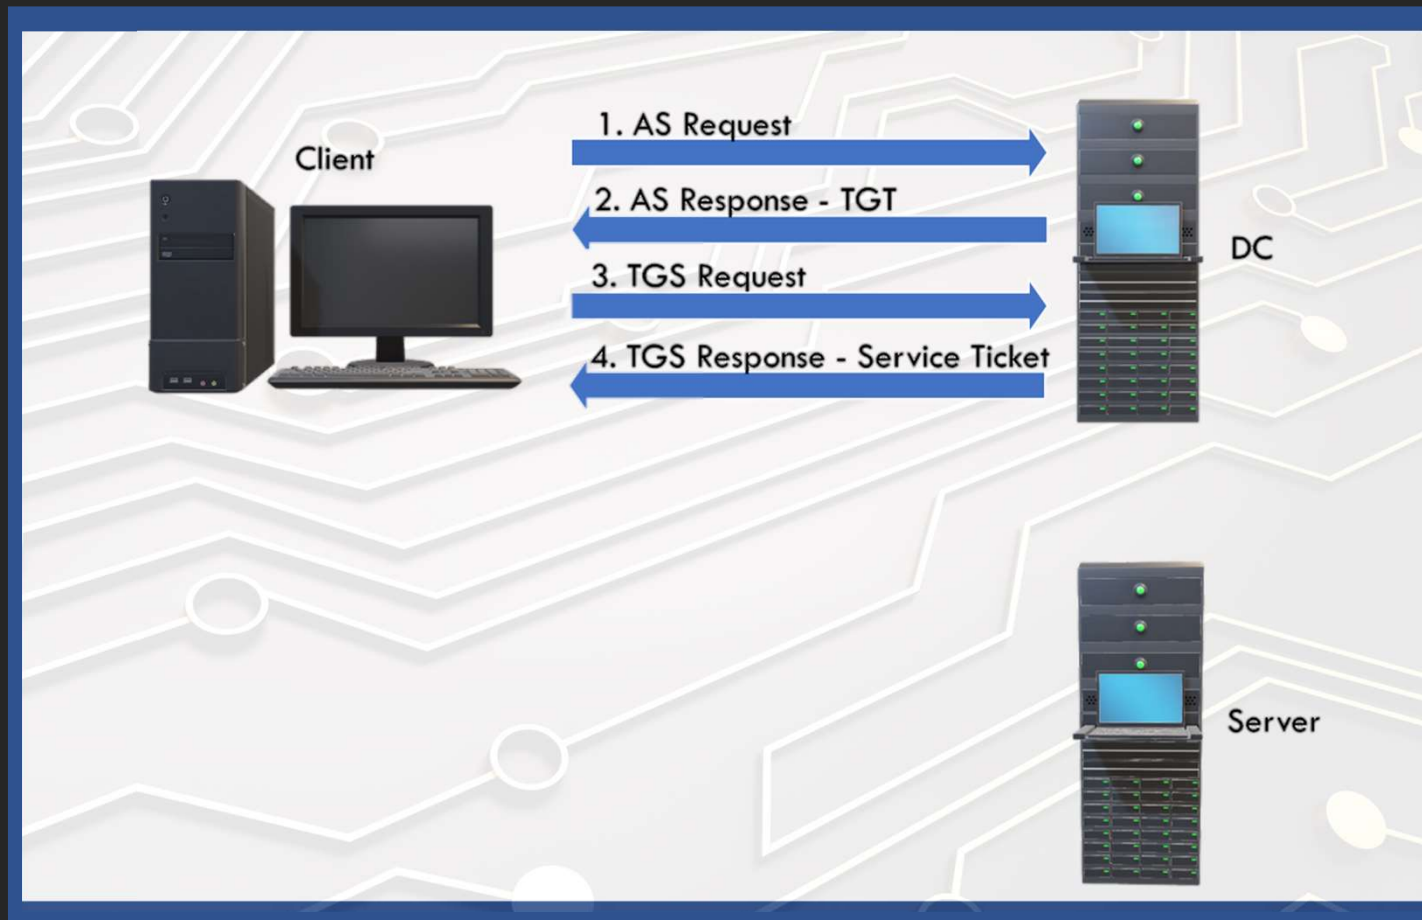 Client
1. AS Request
2. AS Response - TGT
3. TGS Request
4. TGS Response - Service Ticket
DC
Server